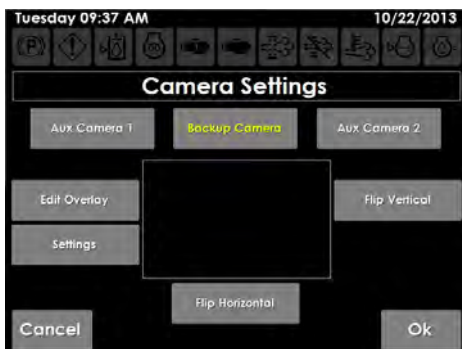 Tuesday 09:37 AM 10/22/2013
(P)
Camera Settings
Aux Camera 1 Backup Camera Aux Camera 2
Edit Overlay Flip Vertical
Settings
Flip Horizontal
Cancel Ok